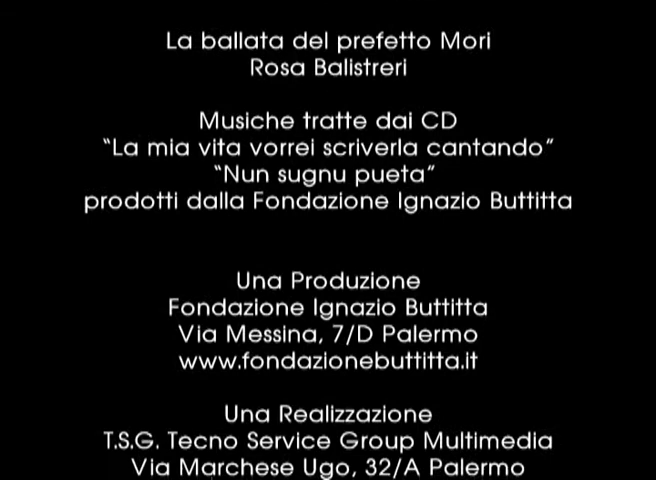 La ballata del prefetto Mori
Rosa Balistreri
Musiche tratte dai CD
“La mia vita vorrei scriverla cantando”
“Nun sugnu pueta”
prodotti dalla Fondazione Ignazio Buttitta
Una Produzione
Fondazione Ignazio Buttitta
Via Messina, 7/D Palermo
www.fondazionebuttitta.it
Una Realizzazione
T.S.G. Tecno Service Group Multimedia
Via Marchese Ugo, 32/A Palermo